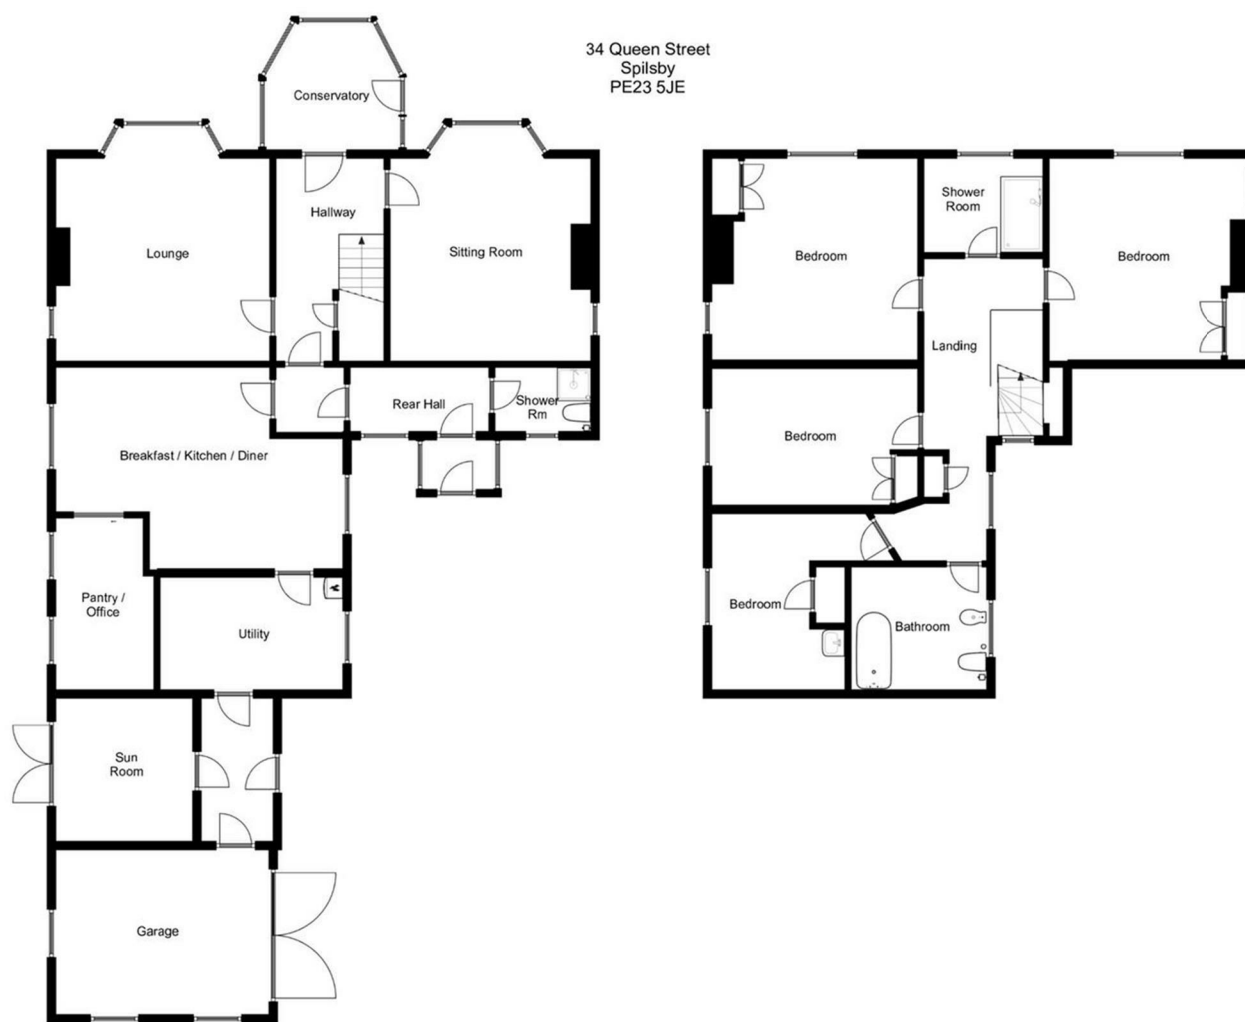 34 Queen Street
Spilsby
PE23 5JE
Conservatory
Hallway
Lounge
Sitting Room
Rear Hall
Shower
Rm
Breakfast / Kitchen / Diner
Pantry /
Office
Utility
Sun
Room
Garage
Shower
Room
Bedroom
Bedroom
Landing
Bedroom
Bedroom
Bathroom